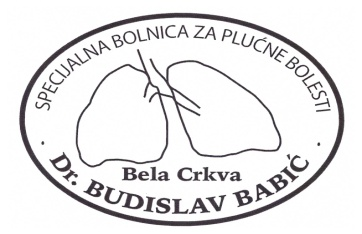 SPECIJALNA BOLNICA ZA PLUĆNE BOLESTI
Bela Crkva
· Dr. BUDISLAV BABIĆ ·